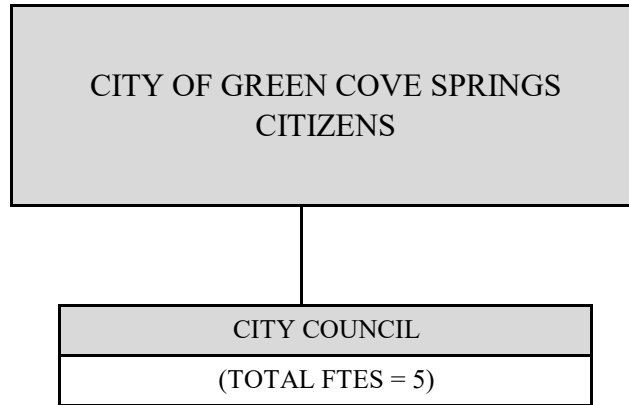 CITY OF GREEN COVE SPRINGS
CITIZENS
CITY COUNCIL
(TOTAL FTES = 5)